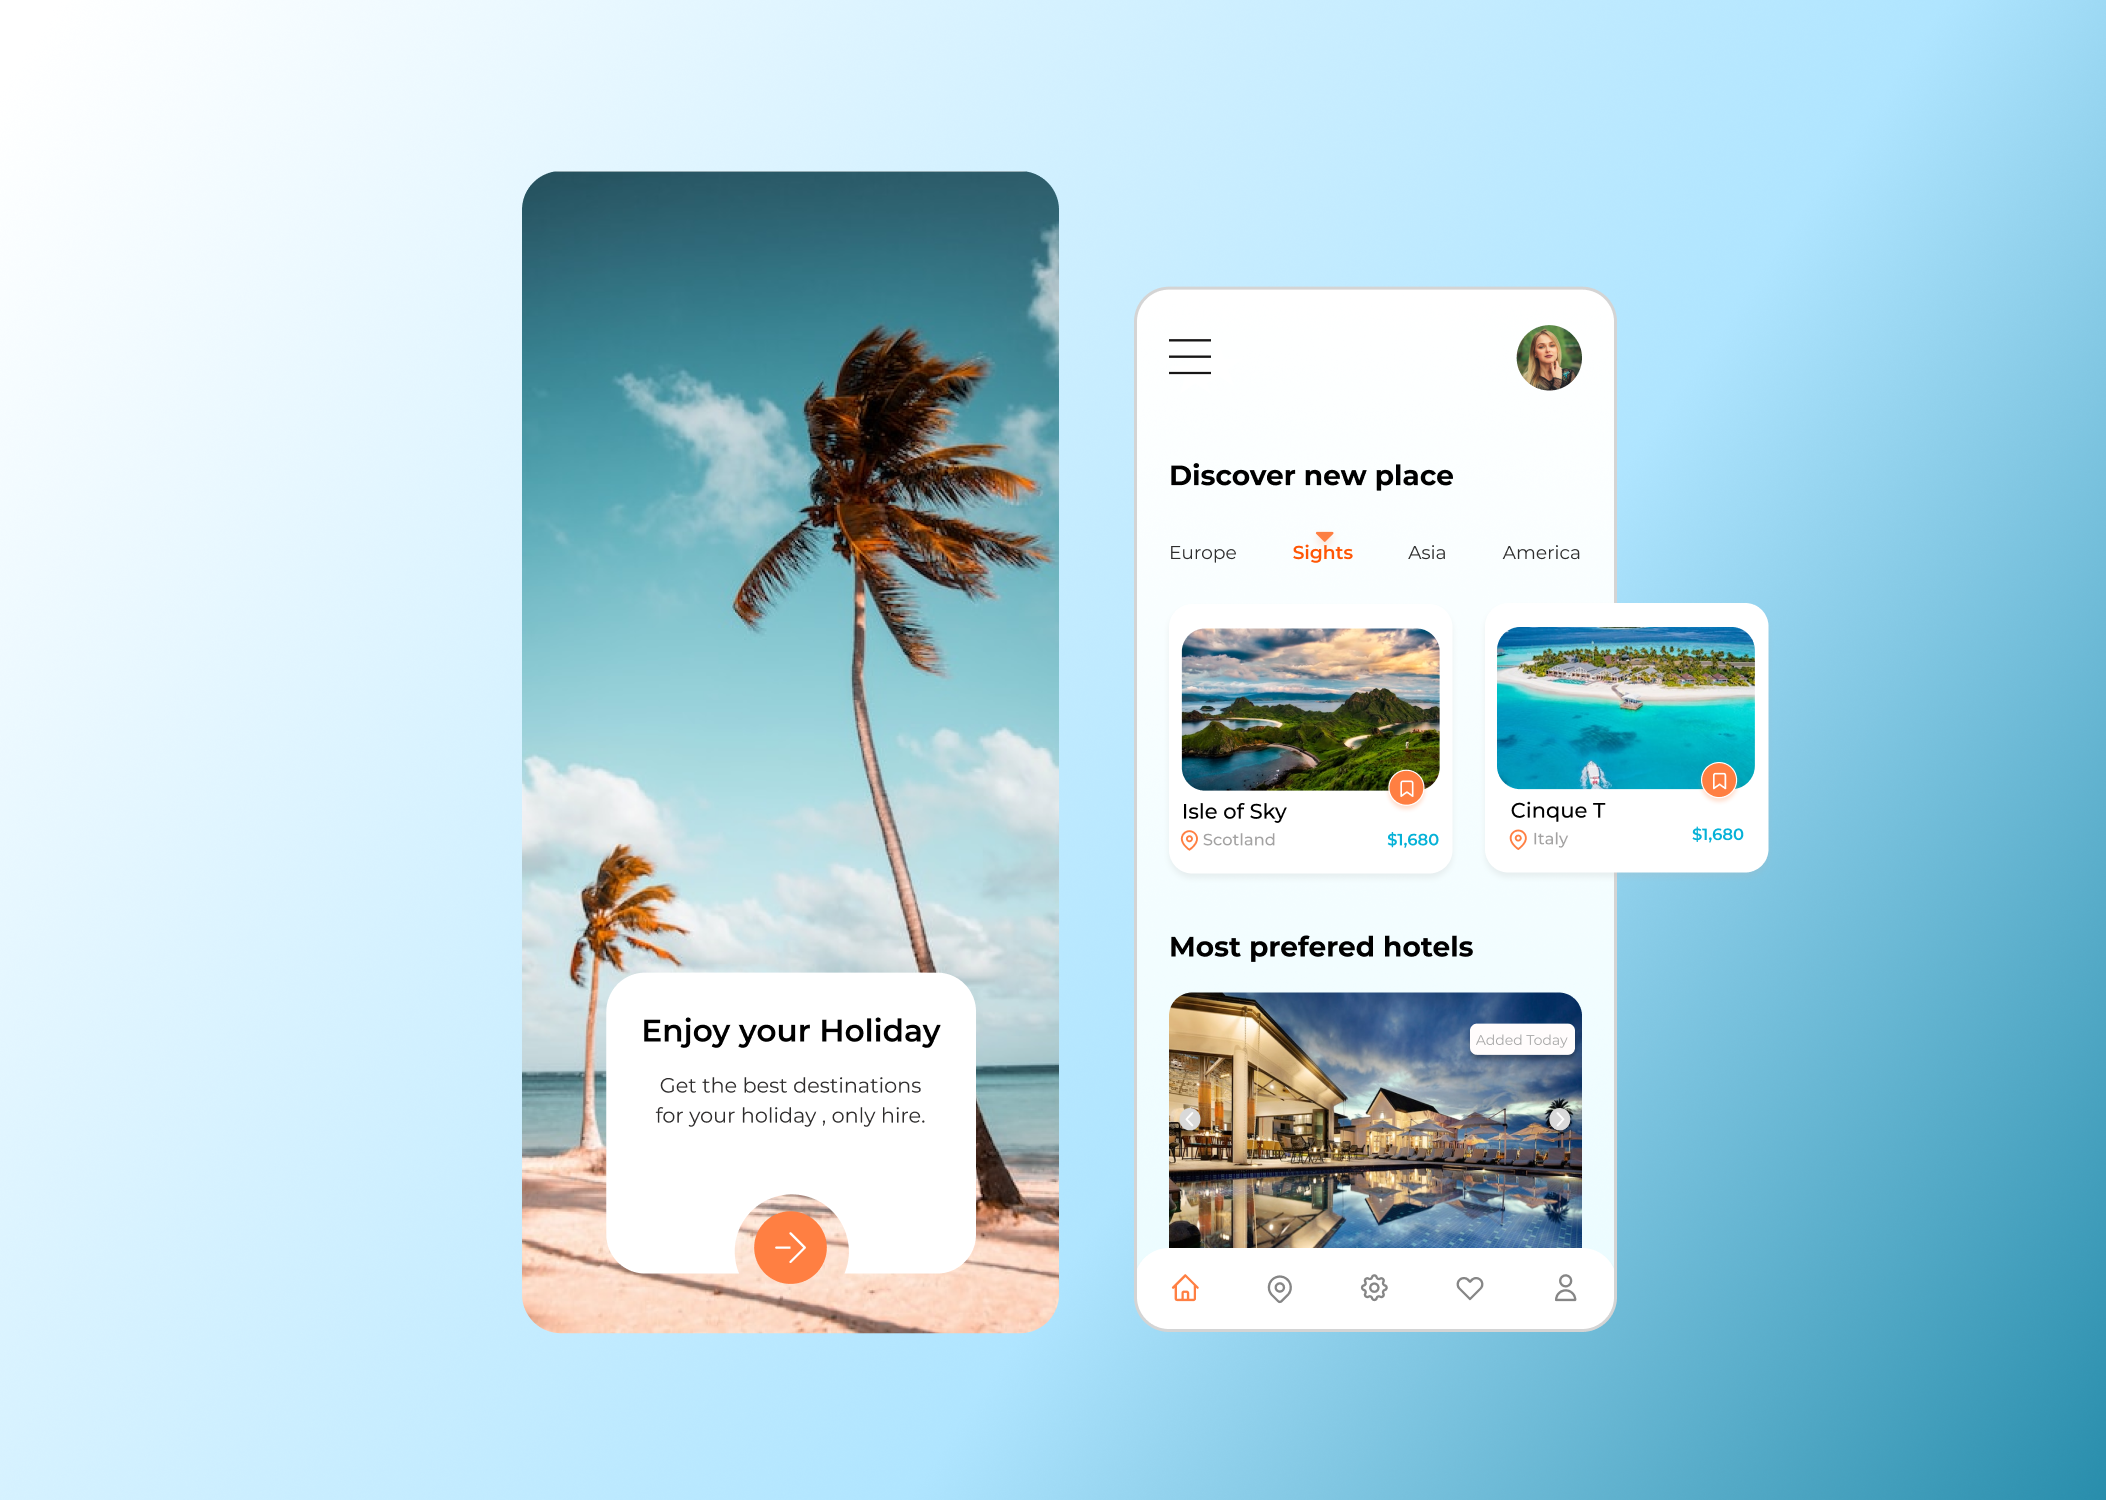 Enjoy your Holiday
Get the best destinations
for your holiday , only hire.
Discover new place
Europe
Sights
Asia
America
Isle of Sky
Scotland
$1,680
Cinque T
Italy
$1,680
Most prefered hotels
Added Today